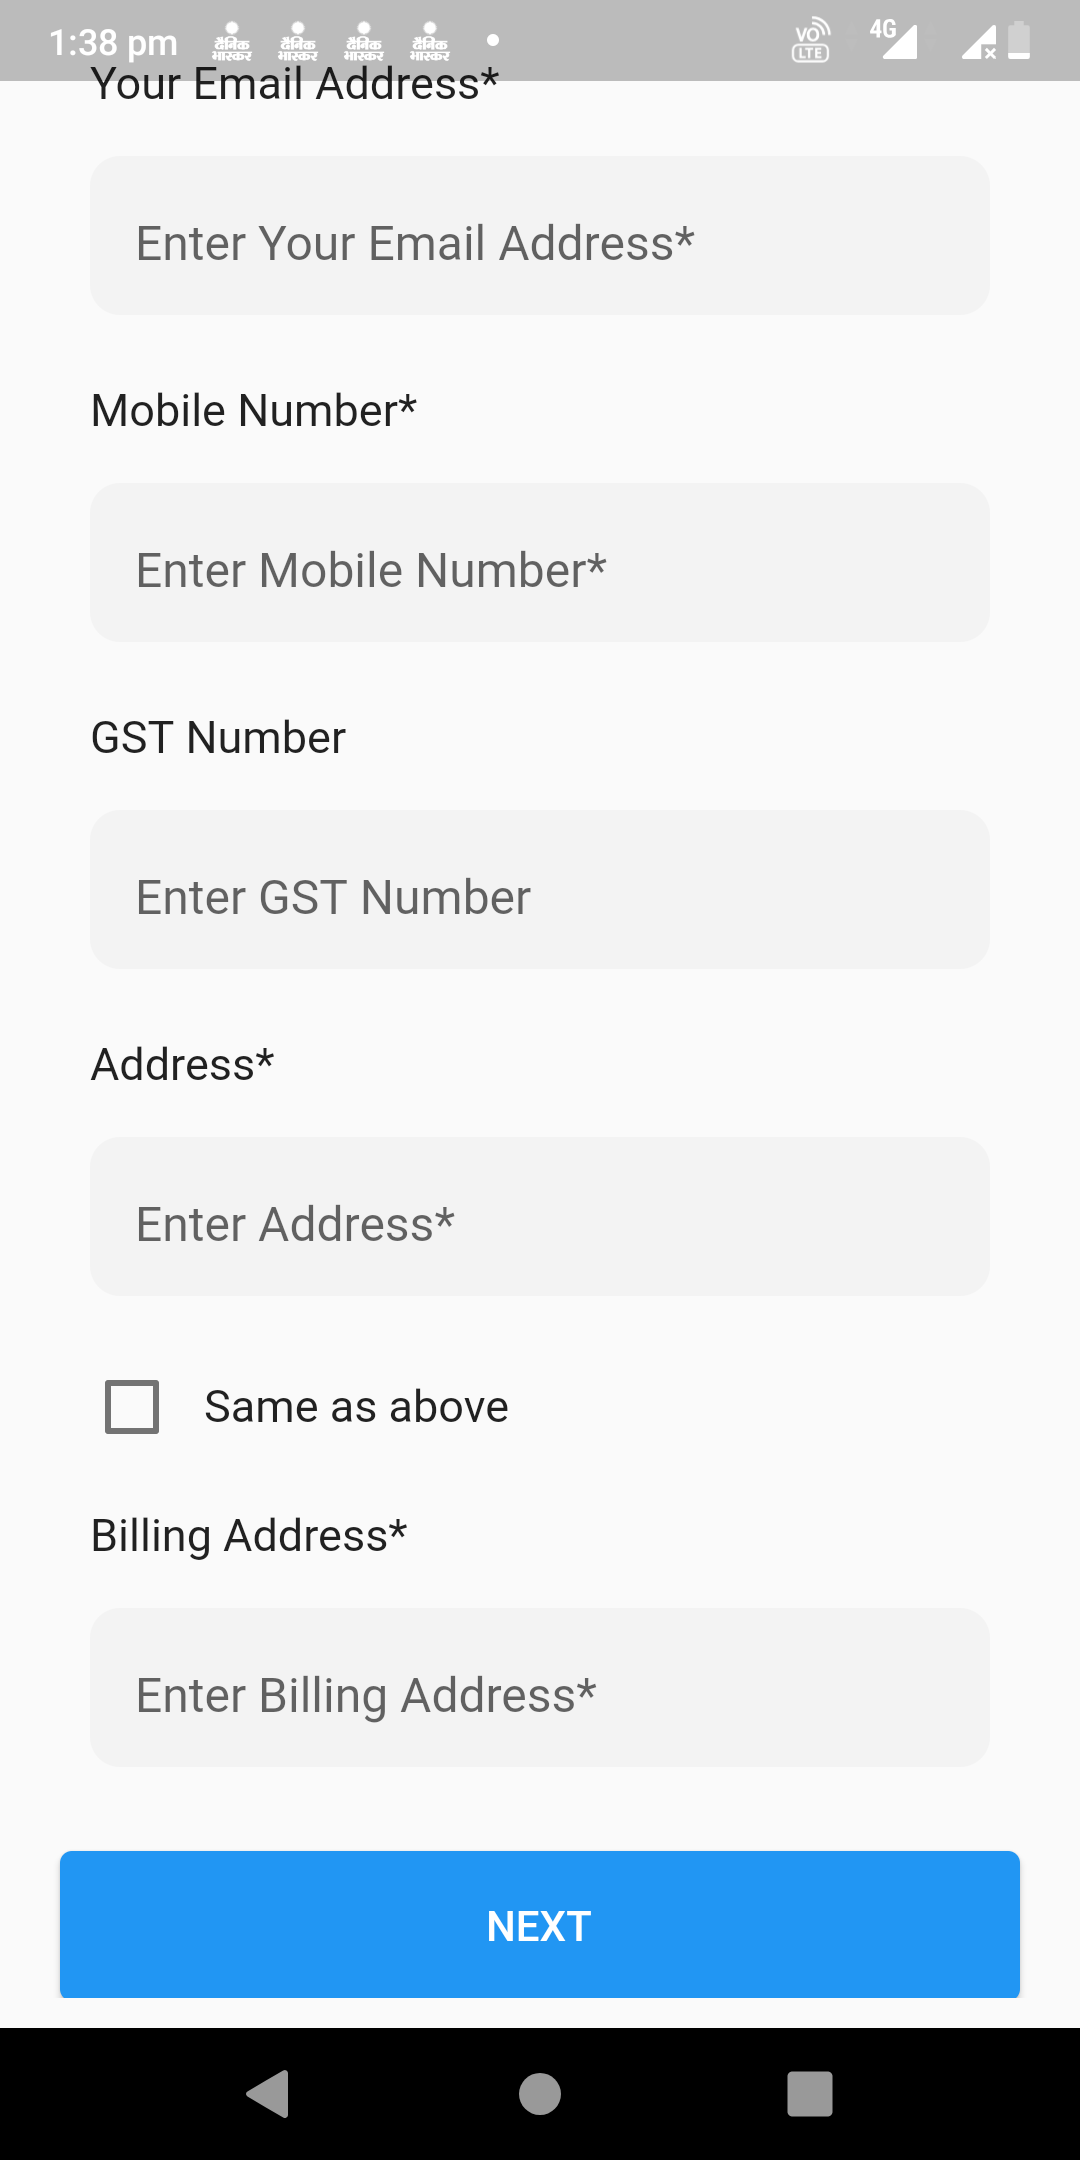 1:38 pm दैनिक भास्कर दैनिक भास्कर दैनिक भास्कर दैनिक भास्कर VO LTE 4G
Your Email Address*
Enter Your Email Address*
Mobile Number*
Enter Mobile Number*
GST Number
Enter GST Number
Address*
Enter Address*
Same as above
Billing Address*
Enter Billing Address*
NEXT